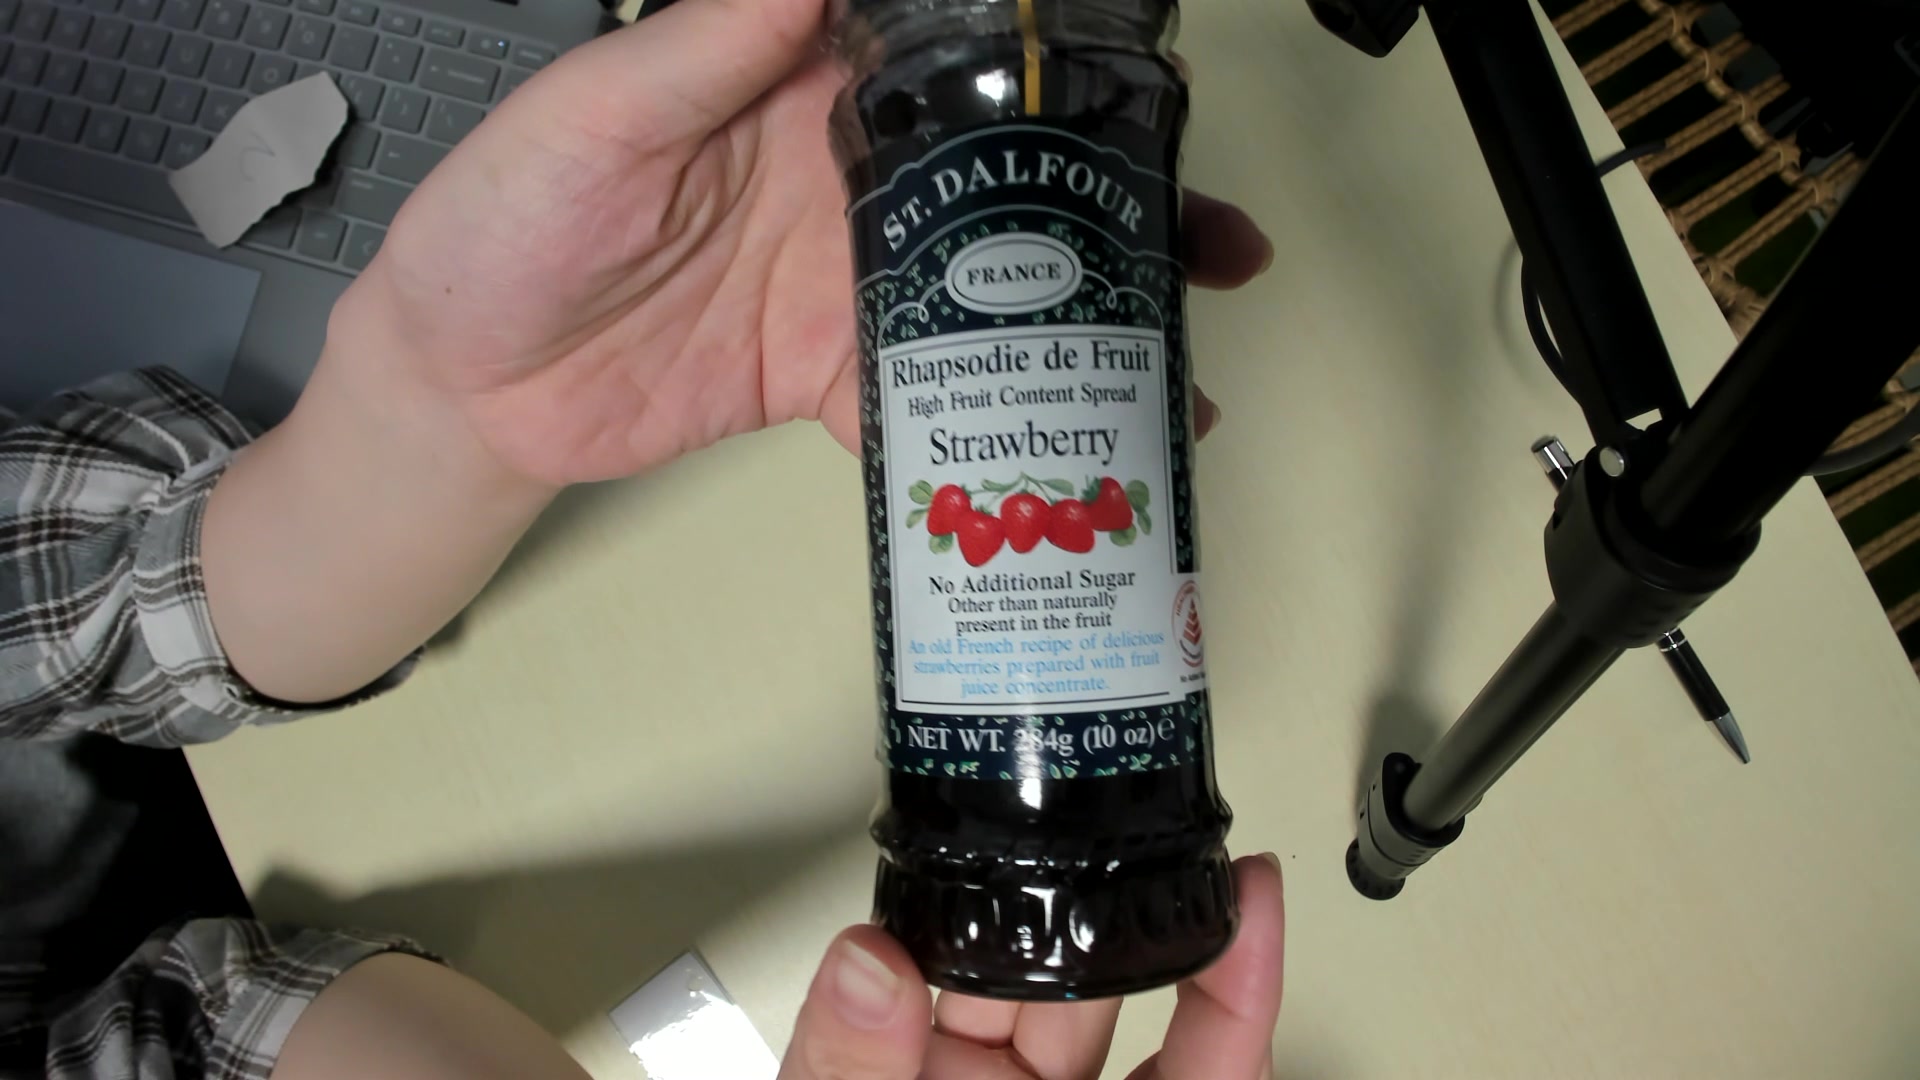 ST. DALFOUR
FRANCE
Rhapsodie de Fruit
High Fruit Content Spread
Strawberry
No Additional Sugar
Other than naturally
present in the fruit
An old French recipe of delicious
strawberries prepared with fruit
juice concentrate.
NET WT. 284g (10 oz) ℮